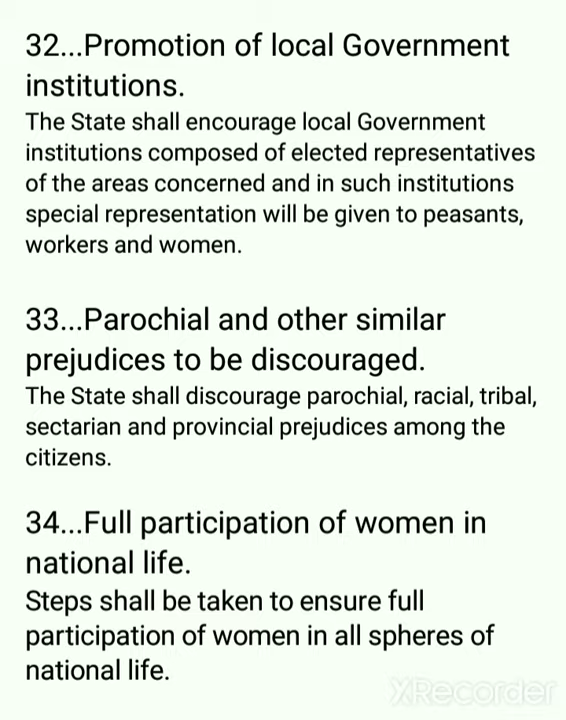 32...Promotion of local Government
institutions.
The State shall encourage local Government
institutions composed of elected representatives
of the areas concerned and in such institutions
special representation will be given to peasants,
workers and women.
33...Parochial and other similar
prejudices to be discouraged.
The State shall discourage parochial, racial, tribal,
sectarian and provincial prejudices among the
citizens.
34...Full participation of women in
national life.
Steps shall be taken to ensure full
participation of women in all spheres of
national life.
XRecorder